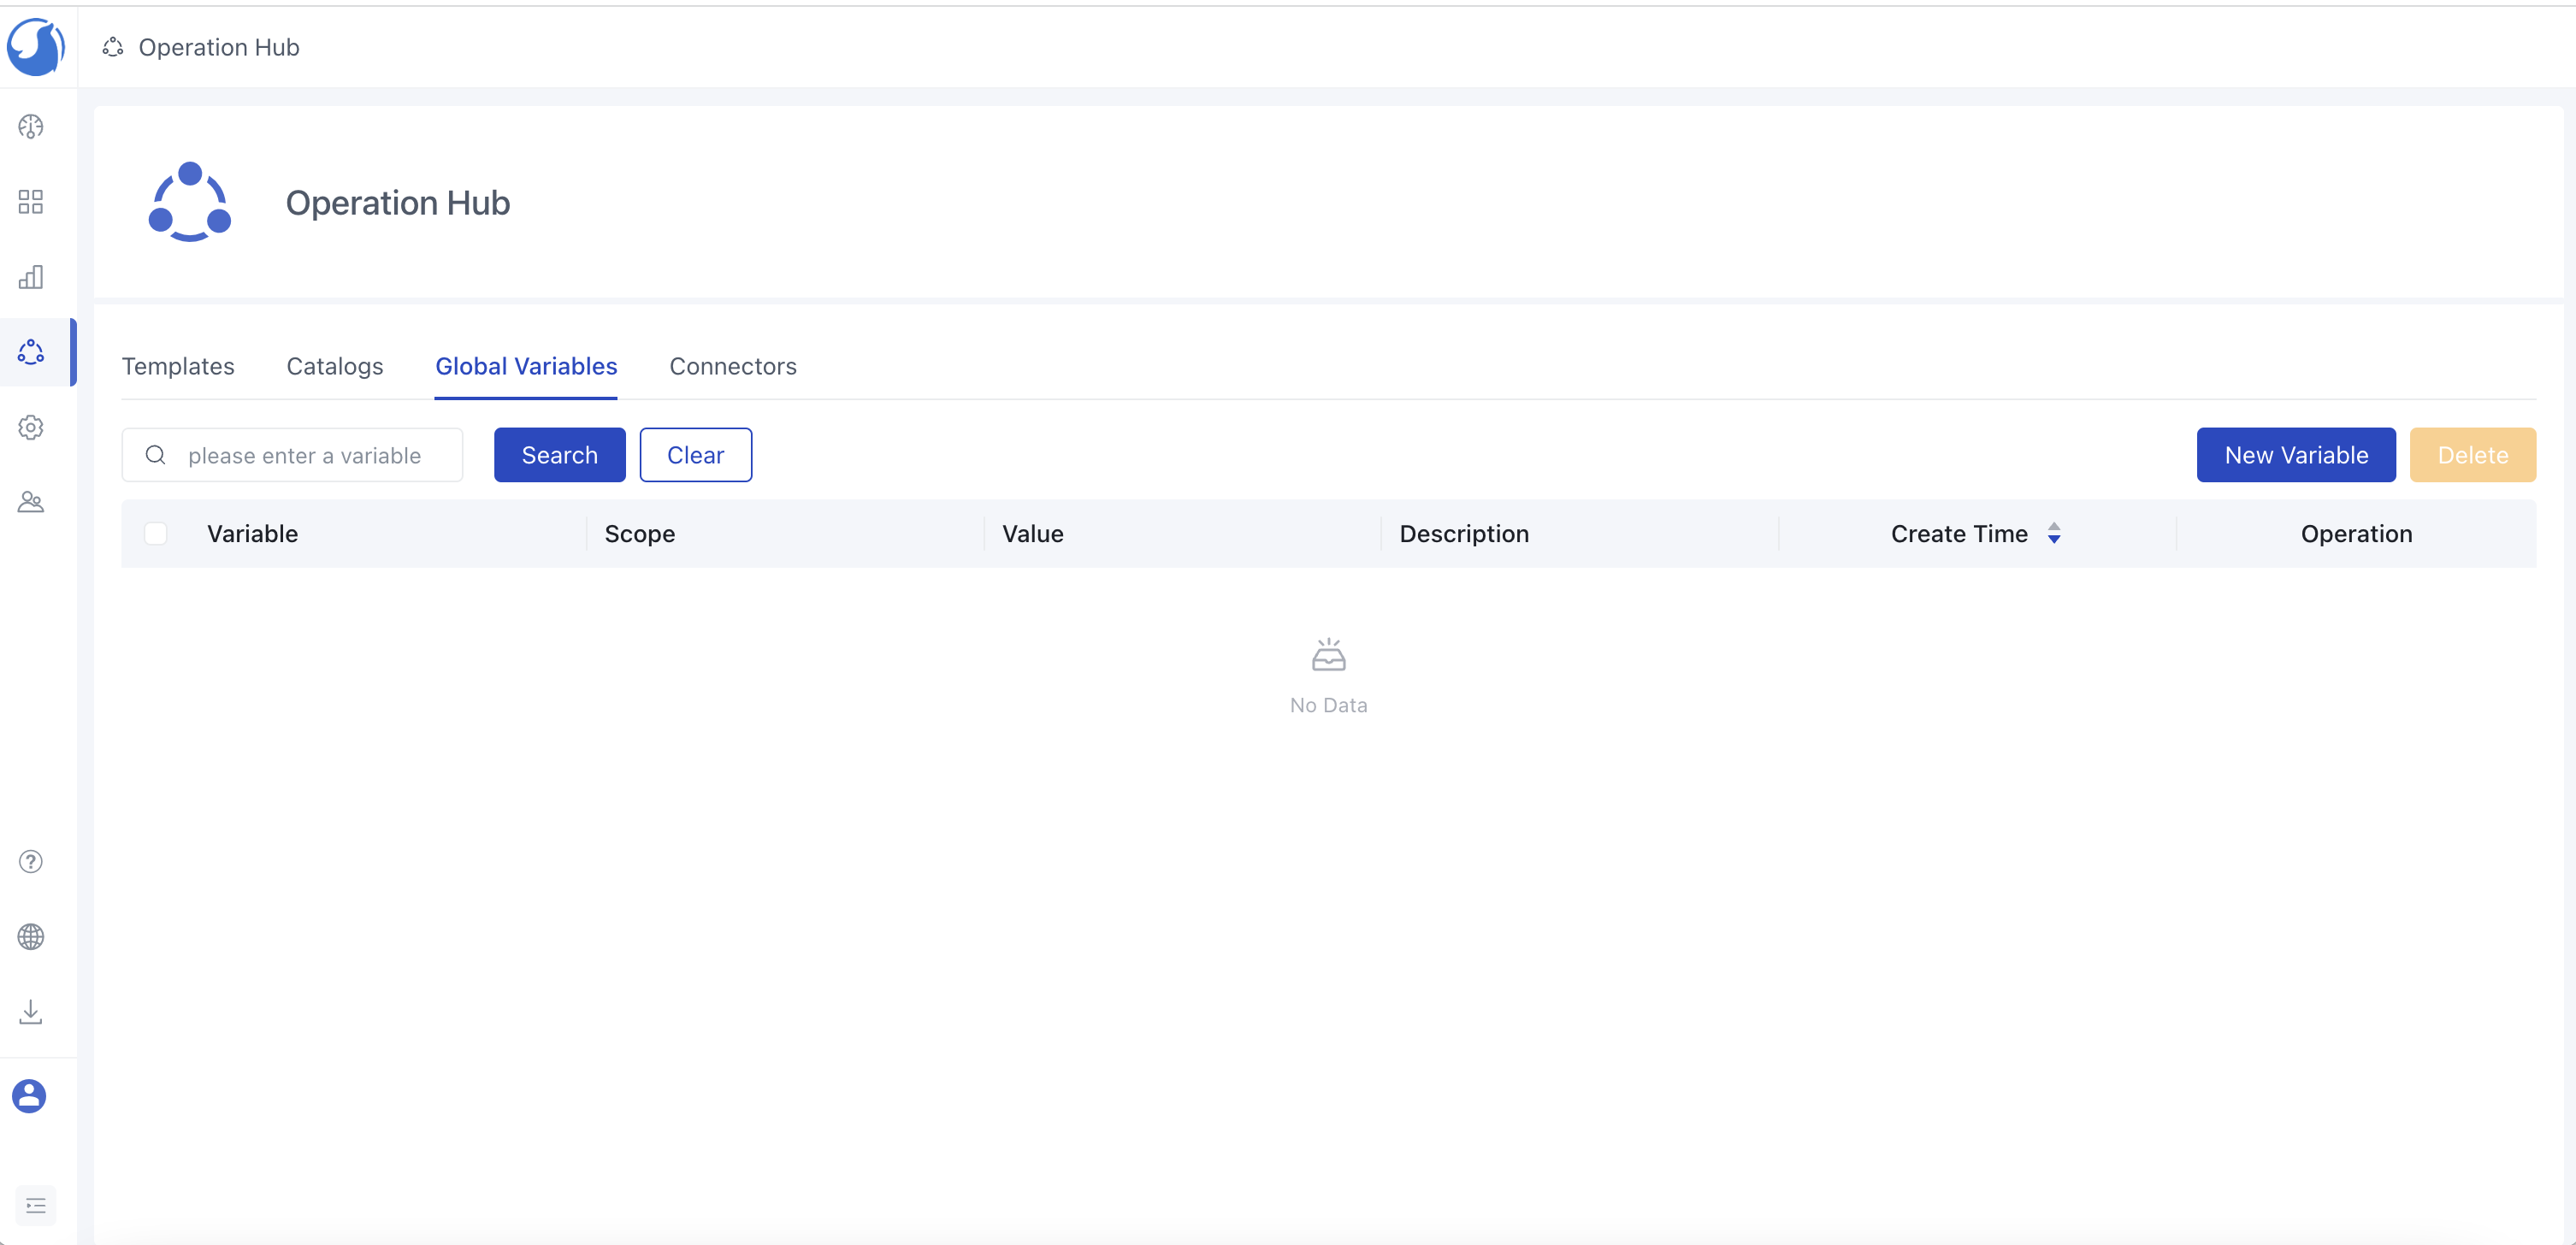 Operation Hub
Operation Hub
Templates Catalogs Global Variables Connectors
please enter a variable Search Clear New Variable Delete
Variable Scope Value Description Create Time Operation
No Data